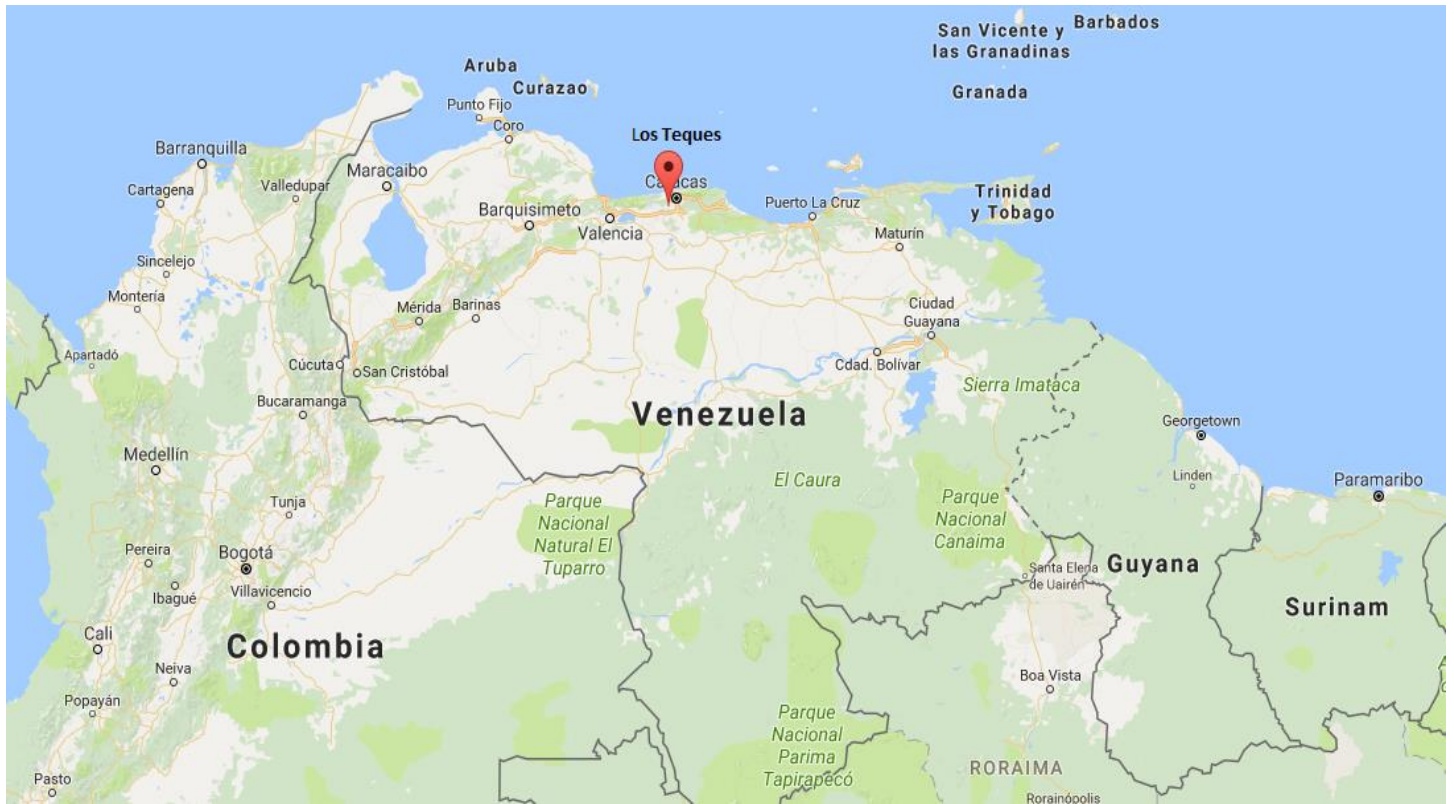 San Vicente y
las Granadinas
Barbados
Aruba
Curazao
Granada
Punto Fijo
Coro
Los Teques
Barranquilla
Maracaibo
Caracas
Cartagena
Valledupar
Trinidad
y Tobago
Puerto La Cruz
Barquisimeto
Valencia
Maturín
Sincelejo
Montería
Mérida
Barinas
Ciudad
Guayana
Apartadó
Cúcuta
San Cristóbal
Cdad. Bolívar
Sierra Imataca
Bucaramanga
Venezuela
Georgetown
Medellín
Linden
Paramaribo
El Caura
Tunja
Parque
Nacional
Natural El
Tuparro
Parque
Nacional
Canaima
Pereira
Bogotá
Guyana
Santa Elena
de Uairén
Ibagué
Villavicencio
Surinam
Cali
Colombia
Neiva
Boa Vista
Popayán
Parque
Nacional
Parima
Tapirapecó
RORAIMA
Pasto
Rorainópolis